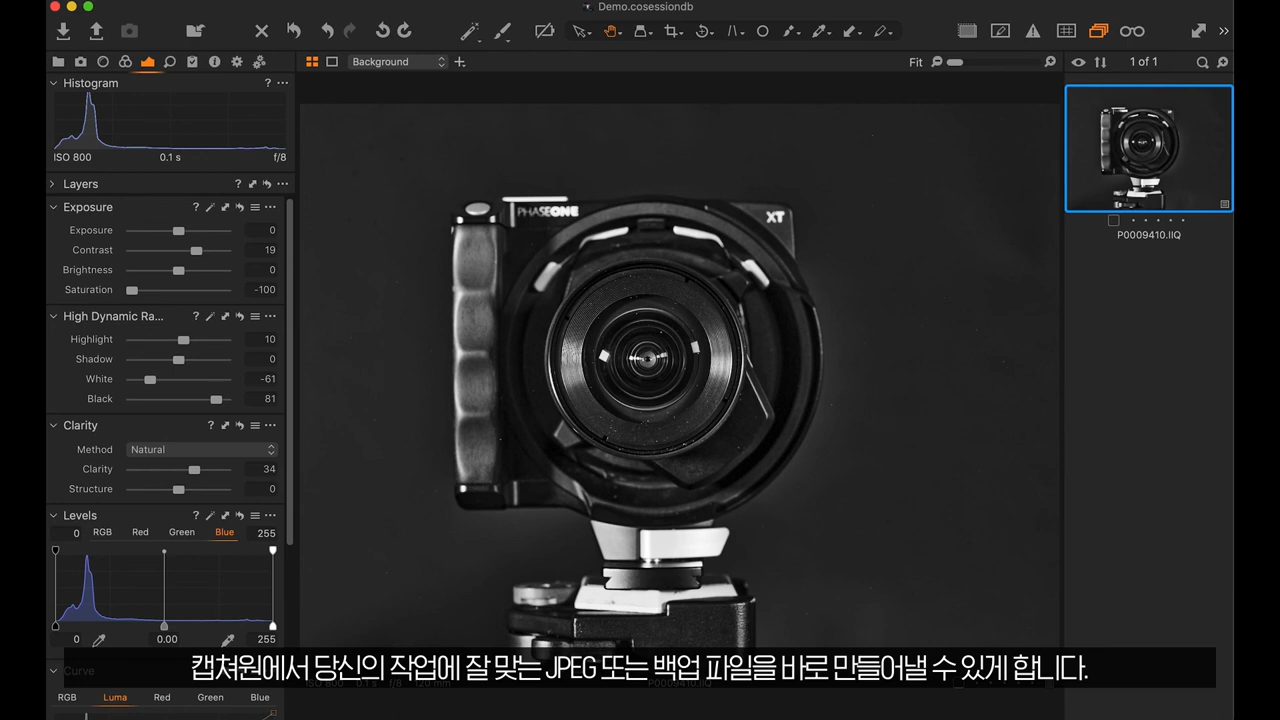 Demo.cosessiondb
Background
Fit
1 of 1
Histogram
ISO 800 0.1 s f/8
Layers
Exposure
Exposure 0
Contrast 19
Brightness 0
Saturation -100
High Dynamic Ra...
Highlight 10
Shadow 0
White -61
Black 81
Clarity
Method Natural
Clarity 34
Structure 0
Levels
0 RGB Red Green Blue 255
0 0.00 255
Curve
RGB Luma Red Green Blue
PHASEONE
XT
P0009410.IIQ
캡쳐원에서 당신의 작업에 잘 맞는 JPEG 또는 백업 파일을 바로 만들어낼 수 있게 합니다.